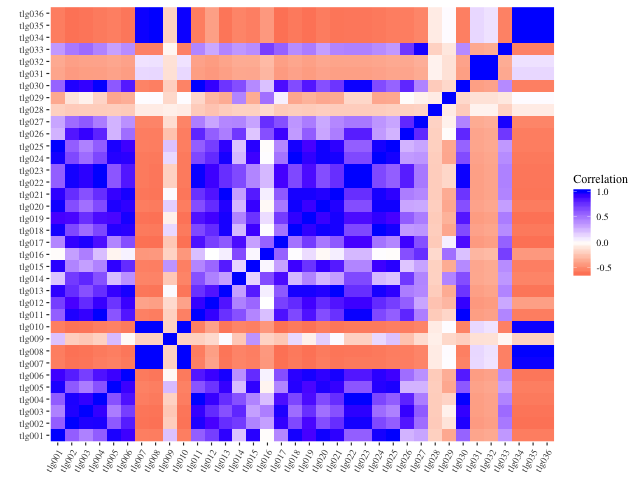 tlg036
tlg035
tlg034
tlg033
tlg032
tlg031
tlg030
tlg029
tlg028
tlg027
tlg026
tlg025
tlg024
tlg023
tlg022
tlg021
tlg020
tlg019
tlg018
tlg017
tlg016
tlg015
tlg014
tlg013
tlg012
tlg011
tlg010
tlg009
tlg008
tlg007
tlg006
tlg005
tlg004
tlg003
tlg002
tlg001
Correlation
1.0
0.5
0.0
-0.5
tlg001 tlg002 tlg003 tlg004 tlg005 tlg006 tlg007 tlg008 tlg009 tlg010 tlg011 tlg012 tlg013 tlg014 tlg015 tlg016 tlg017 tlg018 tlg019 tlg020 tlg021 tlg022 tlg023 tlg024 tlg025 tlg026 tlg027 tlg028 tlg029 tlg030 tlg031 tlg032 tlg033 tlg034 tlg035 tlg036